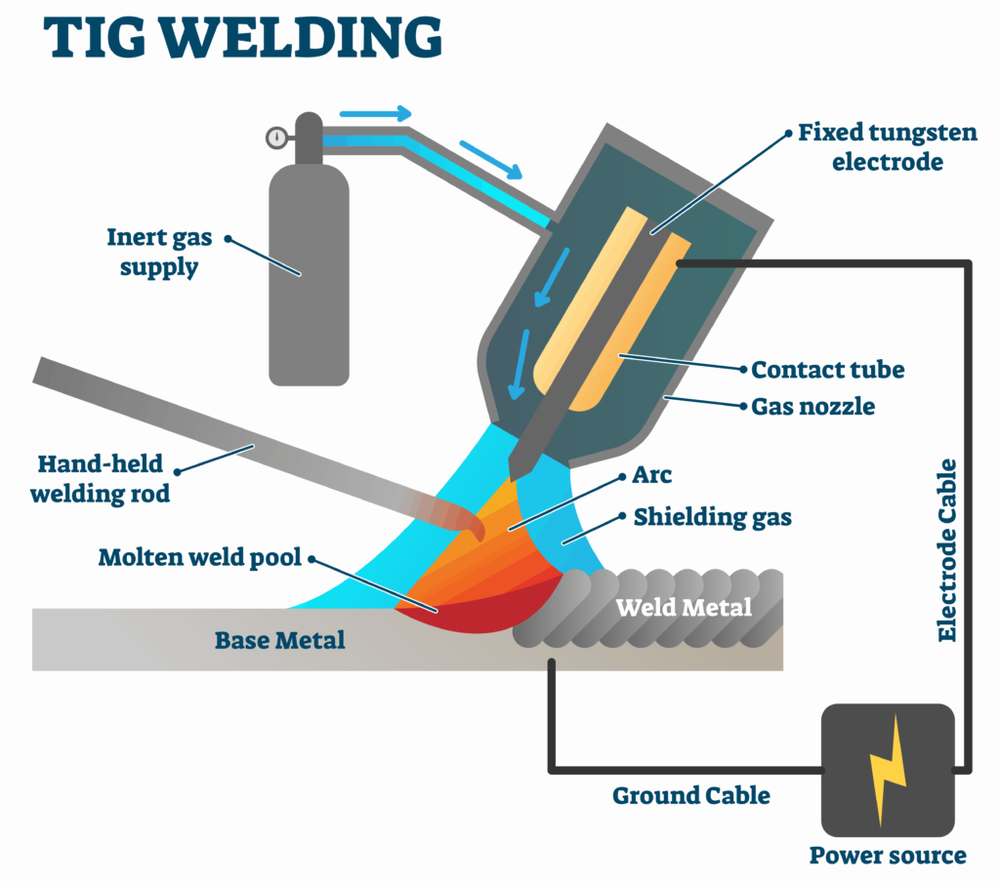 TIG WELDING
Fixed tungsten
electrode
Inert gas
supply
Contact tube
Gas nozzle
Hand-held
welding rod
Arc
Shielding gas
Molten weld pool
Electrode Cable
Weld Metal
Base Metal
Ground Cable
Power source